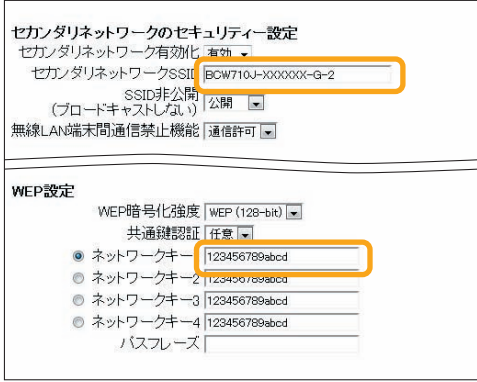 セカンダリネットワークのセキュリティー設定
セカンダリネットワーク有効化 有効
セカンダリネットワークSSID BCW710J-XXXXXX-G-2
SSID非公開
(ブロードキャストしない) 公開
無線LAN端末間通信禁止機能 通信許可
WEP設定
WEP暗号化強度 WEP (128-bit)
共通鍵認証 任意
ネットワークキー 123456789abcd
ネットワークキー2 123456789abcd
ネットワークキー3 123456789abcd
ネットワークキー4 123456789abcd
パスフレーズ